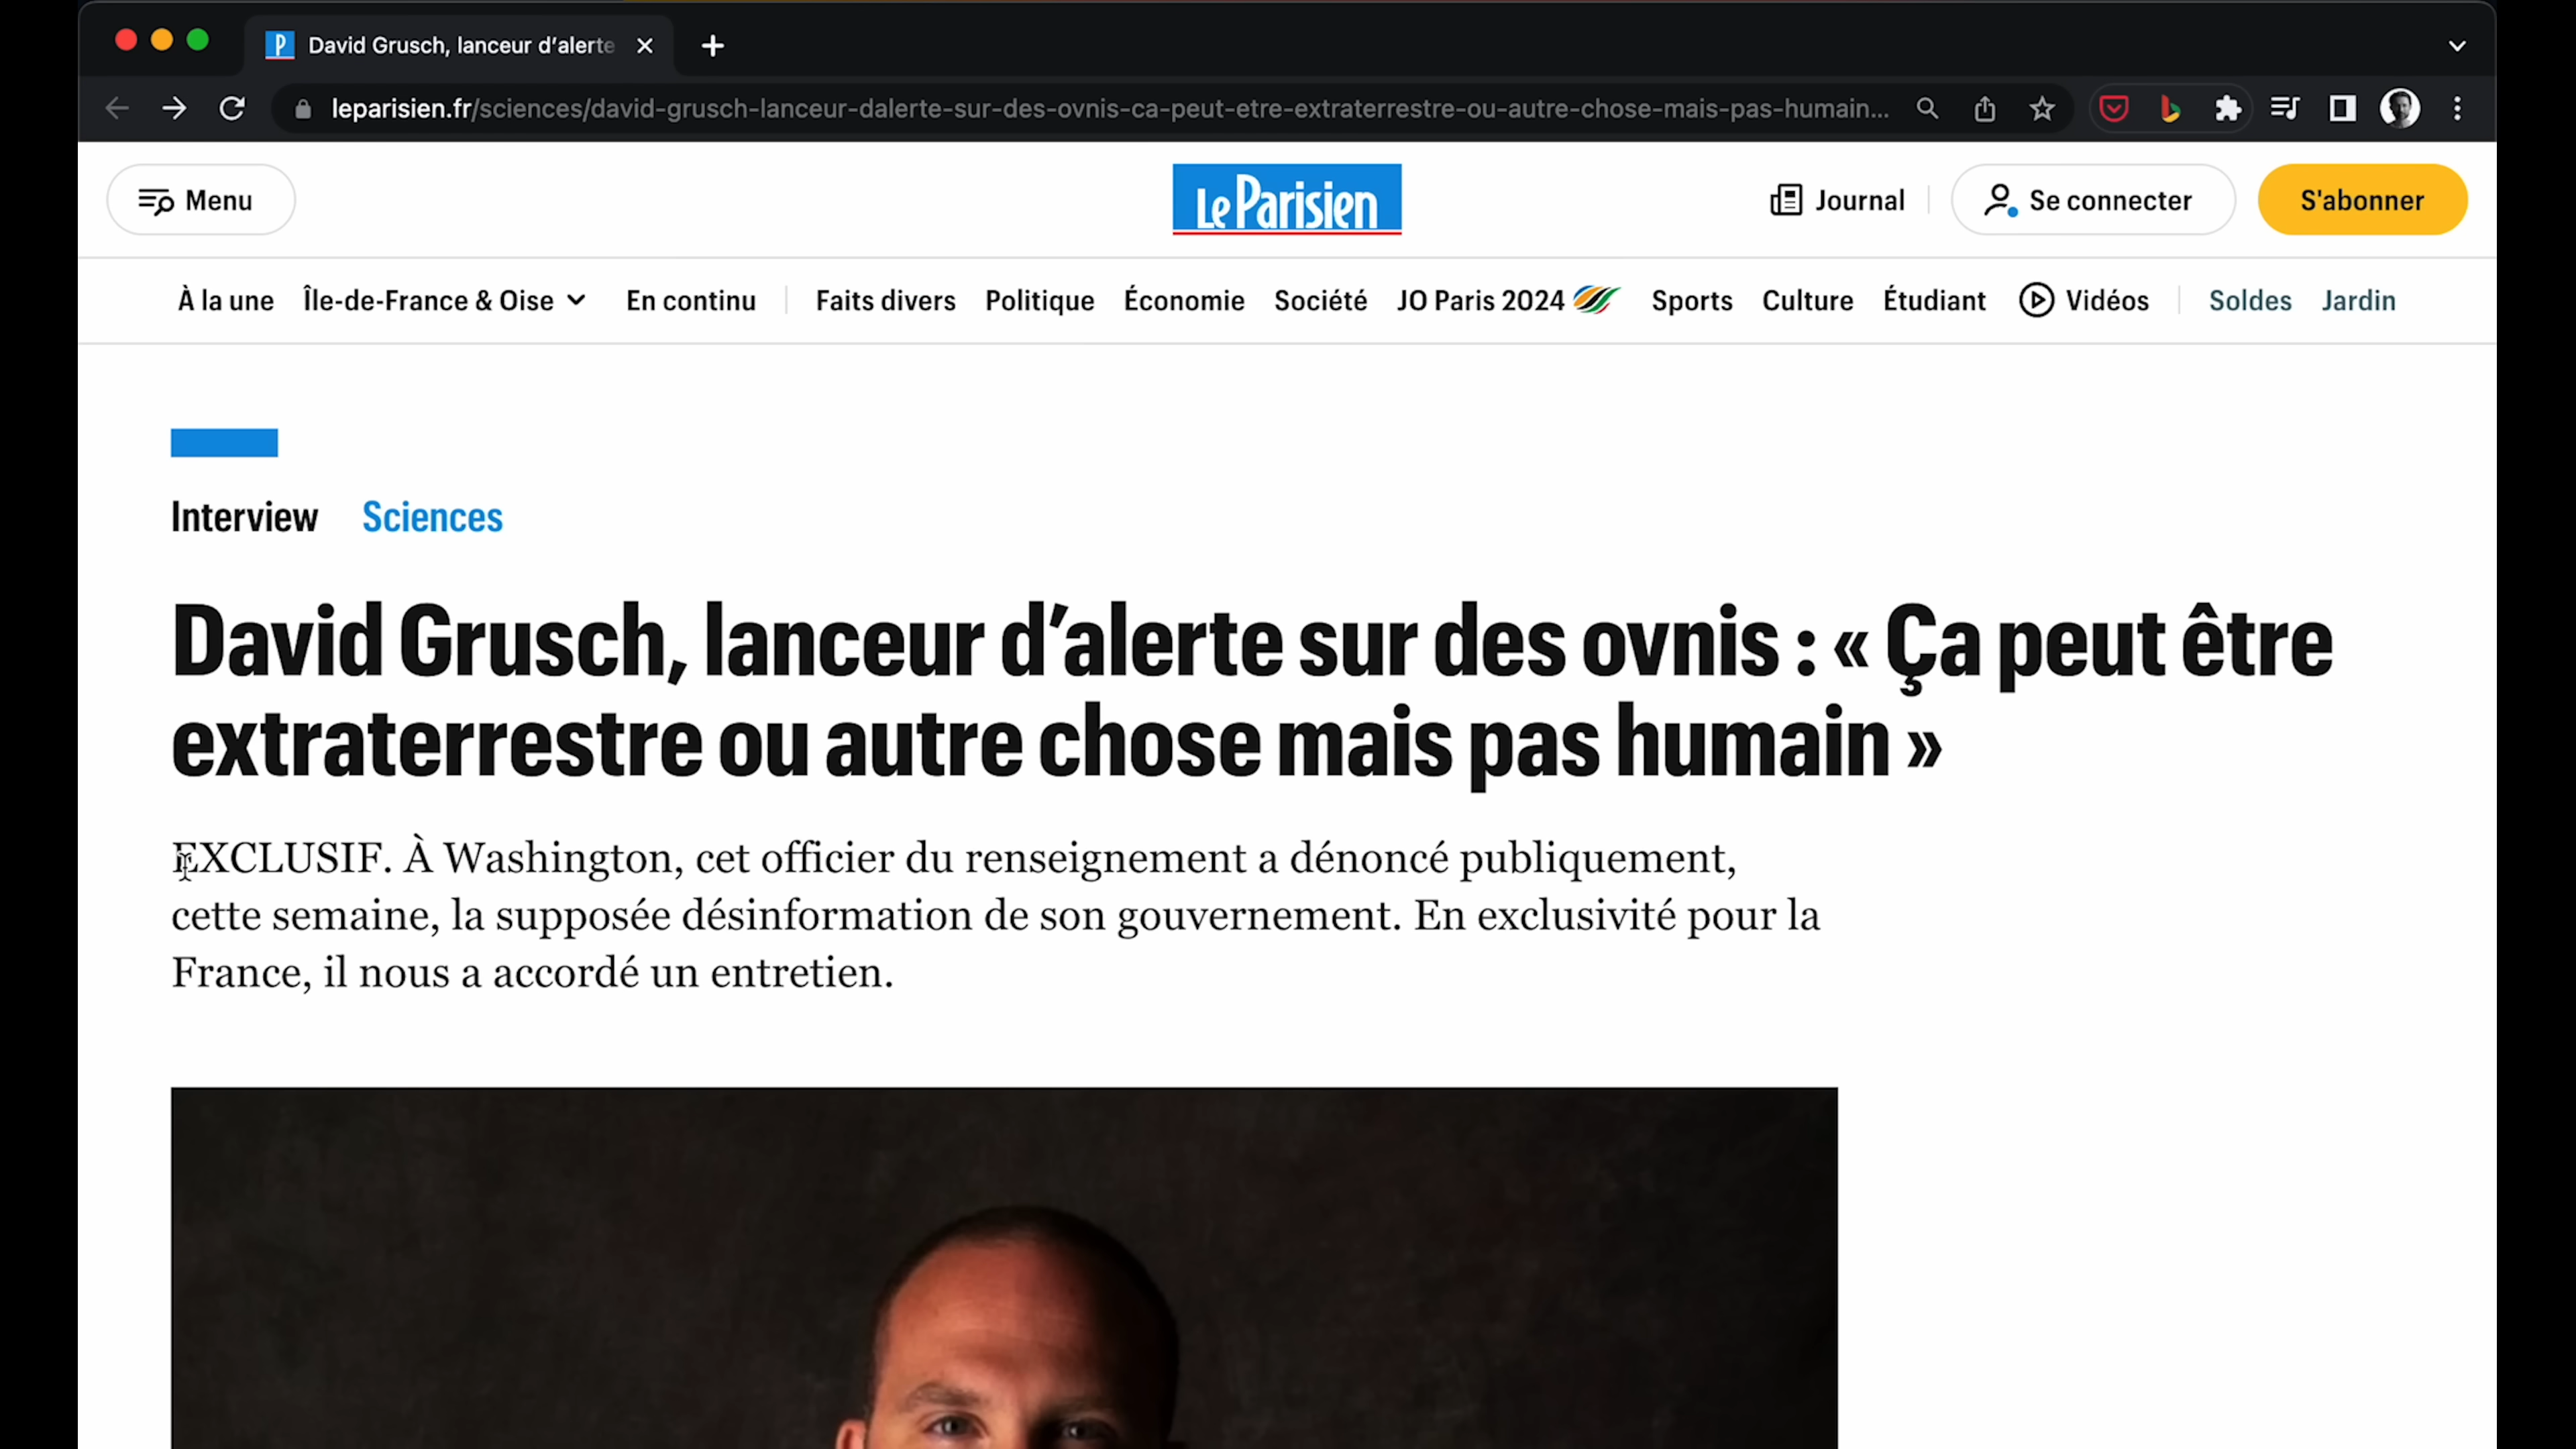 David Grusch, lanceur d’alerte
leparisien.fr/sciences/david-grusch-lanceur-dalerte-sur-des-ovnis-ca-peut-etre-extraterrestre-ou-autre-chose-mais-pas-humain...
Menu
Le Parisien
Journal
Se connecter
S'abonner
À la une Île-de-France & Oise En continu Faits divers Politique Économie Société JO Paris 2024 Sports Culture Étudiant Vidéos Soldes Jardin
Interview Sciences
David Grusch, lanceur d’alerte sur des ovnis : « Ça peut être
extraterrestre ou autre chose mais pas humain »
EXCLUSIF. À Washington, cet officier du renseignement a dénoncé publiquement,
cette semaine, la supposée désinformation de son gouvernement. En exclusivité pour la
France, il nous a accordé un entretien.